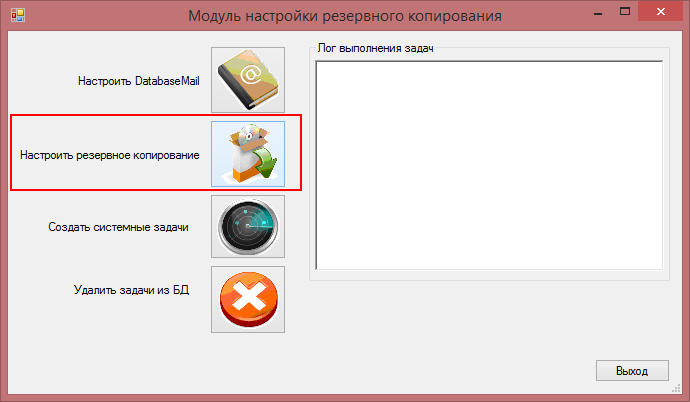 Модуль настройки резервного копирования
Настроить DatabaseMail
Настроить резервное копирование
Создать системные задачи
Удалить задачи из БД
Лог выполнения задач
Выход